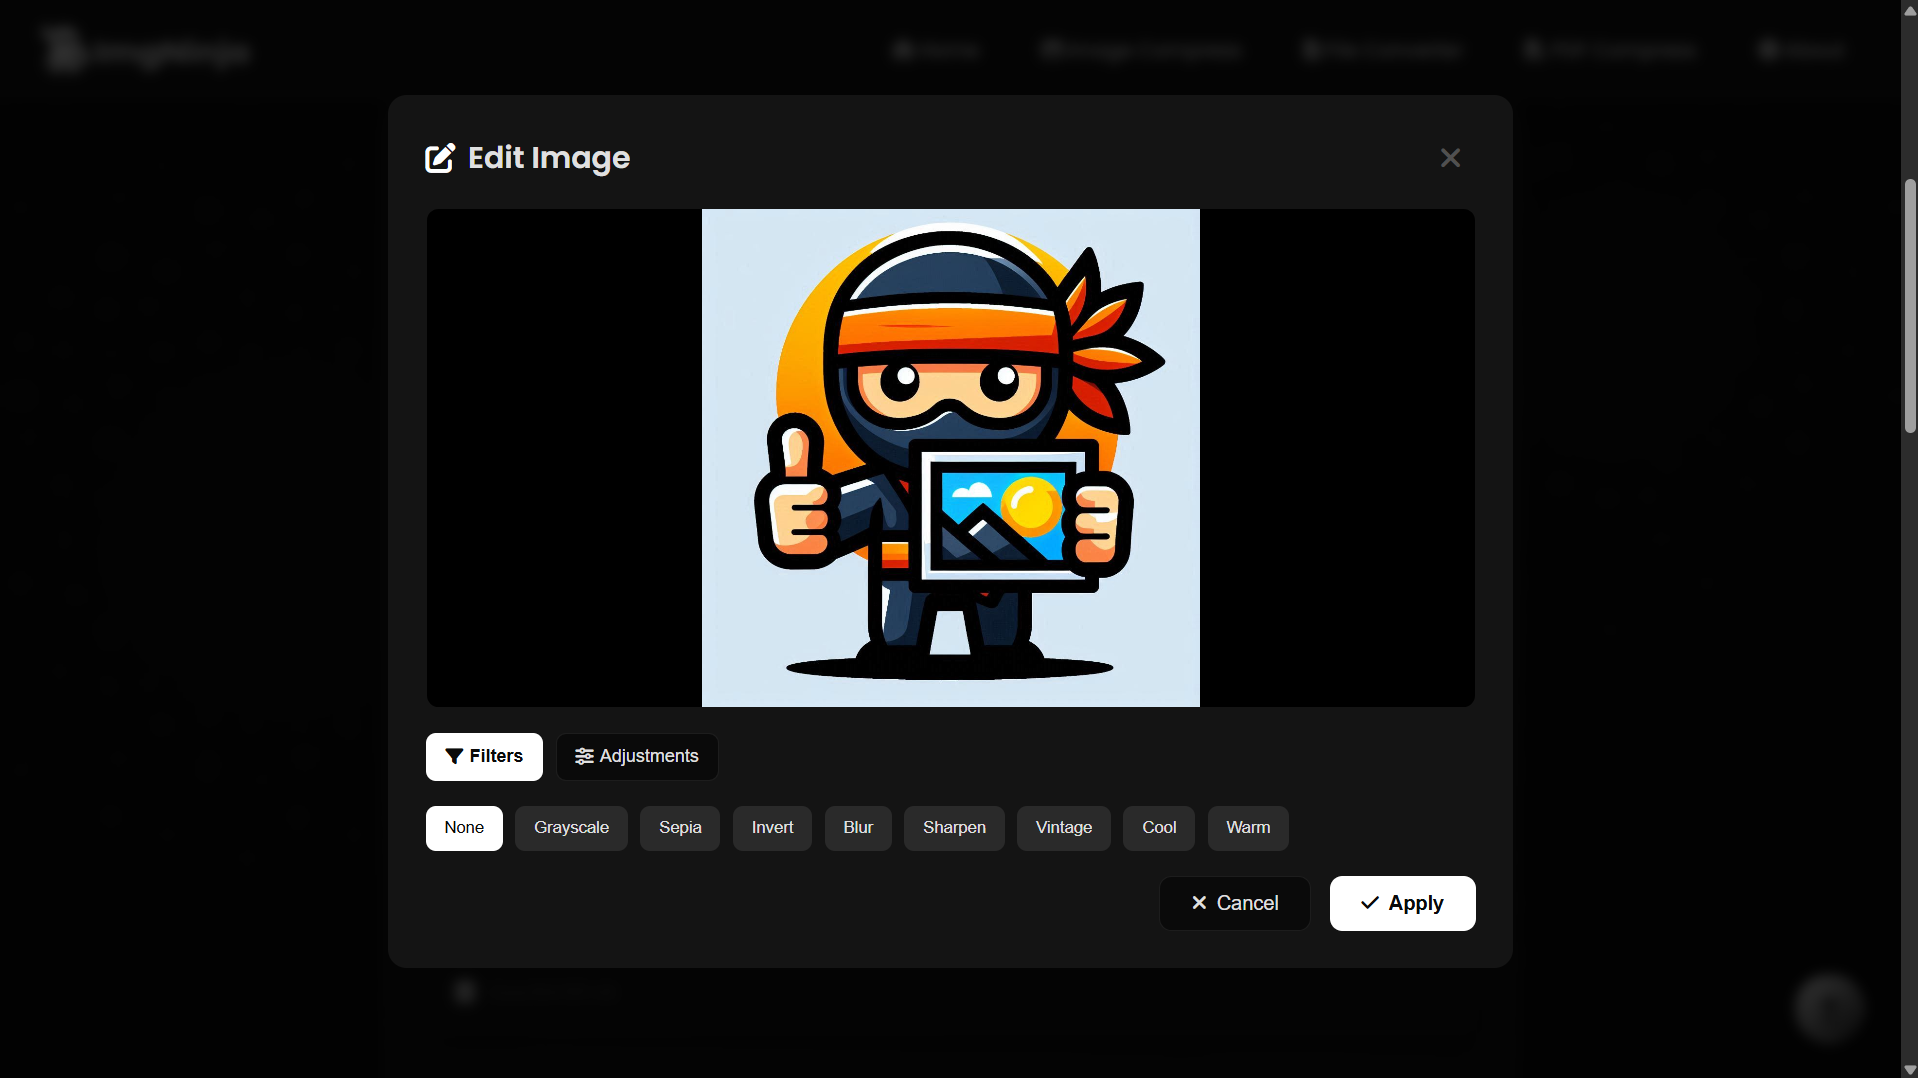 Edit Image
Filters
Adjustments
None
Grayscale
Sepia
Invert
Blur
Sharpen
Vintage
Cool
Warm
Cancel
Apply